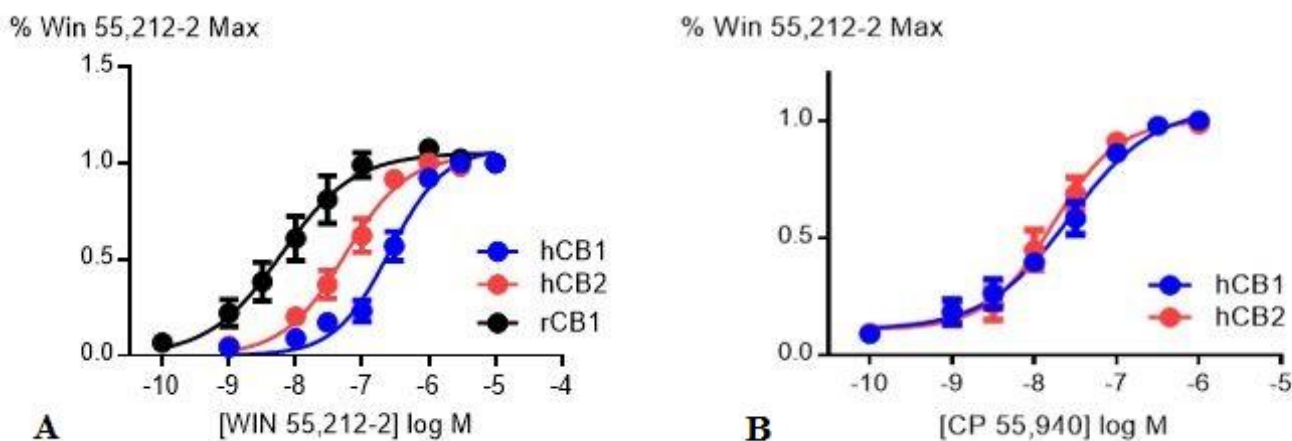 % Win 55,212-2 Max
1.5
1.0
0.5
0.0
hCB1
hCB2
rCB1
-10 -9 -8 -7 -6 -5 -4
[WIN 55,212-2] log M
A
% Win 55,212-2 Max
1.0
0.5
0.0
hCB1
hCB2
-10 -9 -8 -7 -6 -5
[CP 55,940] log M
B